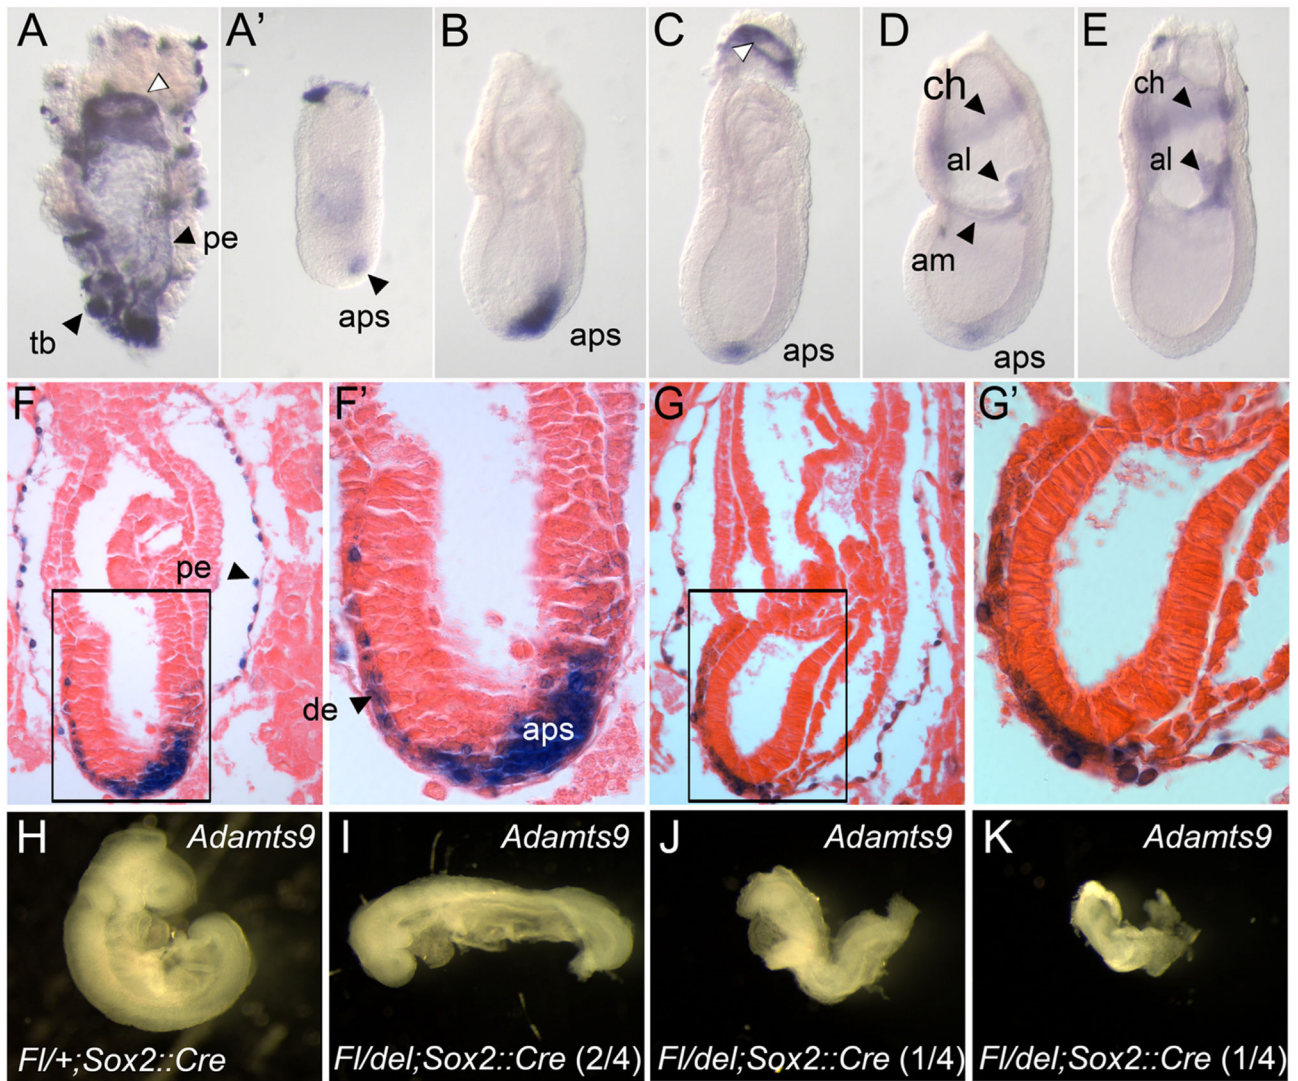 A A’ B C D E
pe
tb
aps
aps
aps
ch
al
am
aps
ch
al
F F’ G G’
pe
de
aps
H Adamts9
Fl/+;Sox2::Cre
I Adamts9
Fl/del;Sox2::Cre (2/4)
J Adamts9
Fl/del;Sox2::Cre (1/4)
K Adamts9
Fl/del;Sox2::Cre (1/4)